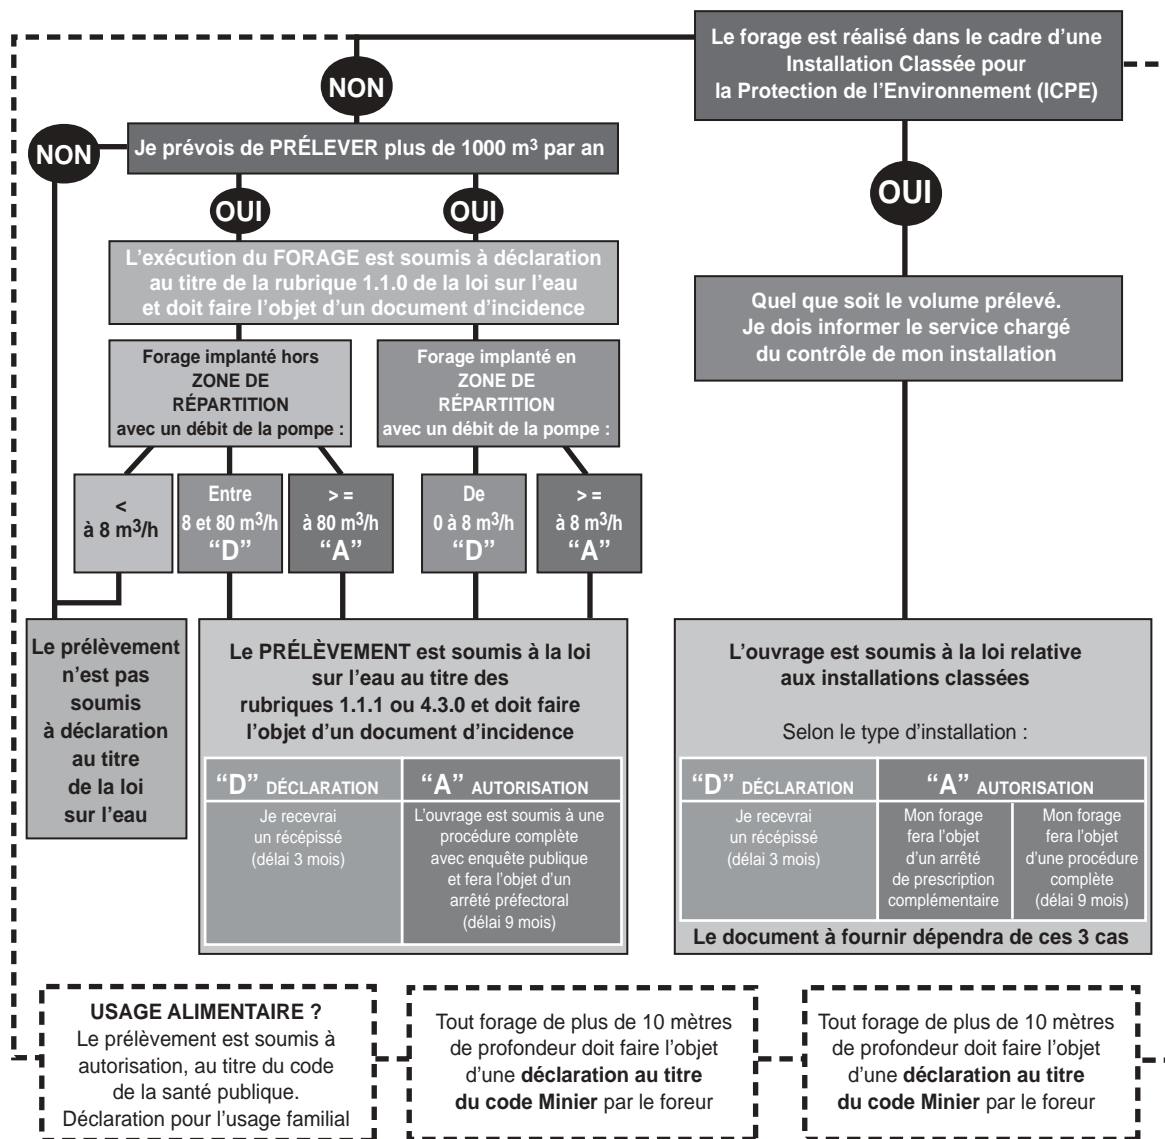 Le forage est réalisé dans le cadre d’une
Installation Classée pour
la Protection de l’Environnement (ICPE)
NON
NON
Je prévois de PRÉLEVER plus de 1000 m³ par an
OUI
OUI
OUI
L’exécution du FORAGE est soumis à déclaration
au titre de la rubrique 1.1.0 de la loi sur l’eau
et doit faire l’objet d’un document d’incidence
Quel que soit le volume prélevé.
Je dois informer le service chargé
du contrôle de mon installation
Forage implanté hors
ZONE DE
RÉPARTITION
avec un débit de la pompe :
Forage implanté en
ZONE DE
RÉPARTITION
avec un débit de la pompe :
<
à 8 m³/h
Entre
8 et 80 m³/h
“D”
> =
à 80 m³/h
“A”
De
0 à 8 m³/h
“D”
> =
à 8 m³/h
“A”
Le prélèvement
n’est pas
soumis
à déclaration
au titre
de la loi
sur l’eau
Le PRÉLÈVEMENT est soumis à la loi
sur l’eau au titre des
rubriques 1.1.1 ou 4.3.0 et doit faire
l’objet d’un document d’incidence
“D” DÉCLARATION
Je recevrai
un récépissé
(délai 3 mois)
“A” AUTORISATION
L’ouvrage est soumis à une
procédure complète
avec enquête publique
et fera l’objet d’un
arrêté préfectoral
(délai 9 mois)
L’ouvrage est soumis à la loi relative
aux installations classées
Selon le type d’installation :
“D” DÉCLARATION
Je recevrai
un récépissé
(délai 3 mois)
“A” AUTORISATION
Mon forage
fera l’objet
d’un arrêté
de prescription
complémentaire
Mon forage
fera l’objet
d’une procédure
complète
(délai 9 mois)
Le document à fournir dépendra de ces 3 cas
USAGE ALIMENTAIRE ?
Le prélèvement est soumis à
autorisation, au titre du code
de la santé publique.
Déclaration pour l’usage familial
Tout forage de plus de 10 mètres
de profondeur doit faire l’objet
d’une déclaration au titre
du code Minier par le foreur
Tout forage de plus de 10 mètres
de profondeur doit faire l’objet
d’une déclaration au titre
du code Minier par le foreur